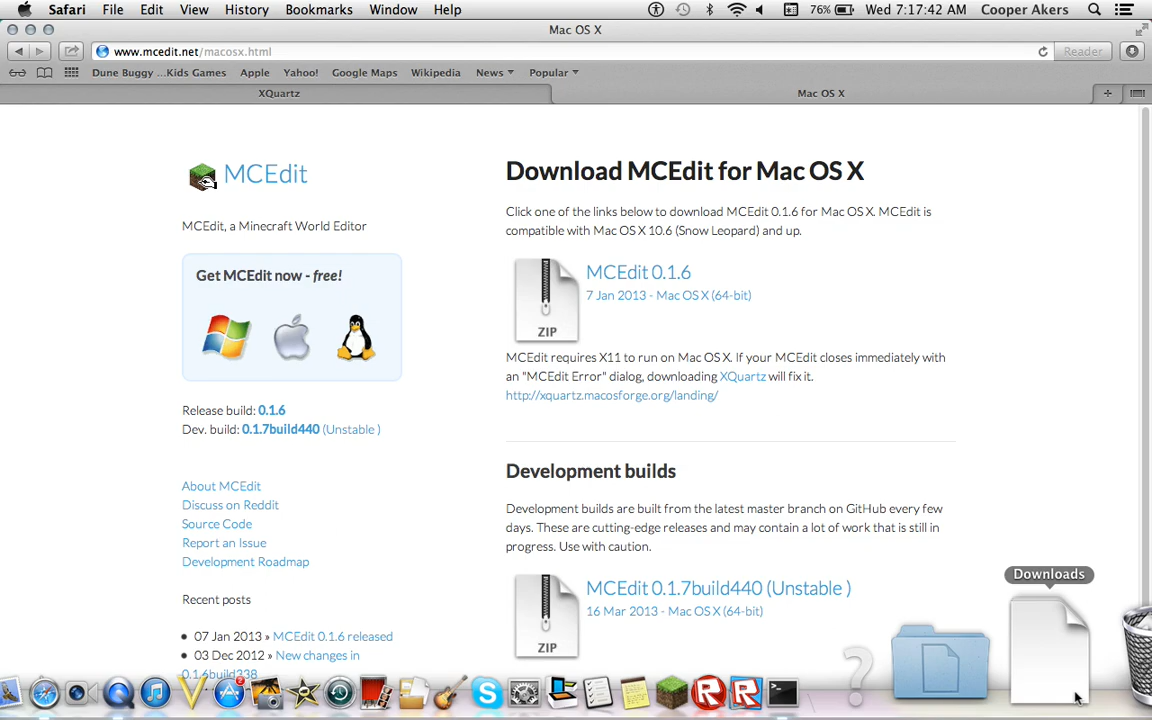 Safari File Edit View History Bookmarks Window Help 76% Wed 7:17:42 AM Cooper Akers
Mac OS X
www.mcedit.net/macosx.html Reader
Dune Buggy ...Kids Games Apple Yahoo! Google Maps Wikipedia News Popular
XQuartz Mac OS X
MCEdit
MCEdit, a Minecraft World Editor
Get MCEdit now - free!
Release build: 0.1.6
Dev. build: 0.1.7build440 (Unstable )
About MCEdit
Discuss on Reddit
Source Code
Report an Issue
Development Roadmap
Recent posts
07 Jan 2013 » MCEdit 0.1.6 released
03 Dec 2012 » New changes in
0.1.6build338
Download MCEdit for Mac OS X
Click one of the links below to download MCEdit 0.1.6 for Mac OS X. MCEdit is
compatible with Mac OS X 10.6 (Snow Leopard) and up.
ZIP
MCEdit 0.1.6
7 Jan 2013 - Mac OS X (64-bit)
MCEdit requires X11 to run on Mac OS X. If your MCEdit closes immediately with
an "MCEdit Error" dialog, downloading XQuartz will fix it.
http://xquartz.macosforge.org/landing/
Development builds
Development builds are built from the latest master branch on GitHub every few
days. These are cutting-edge releases and may contain a lot of work that is still in
progress. Use with caution.
ZIP
MCEdit 0.1.7build440 (Unstable )
16 Mar 2013 - Mac OS X (64-bit)
Downloads